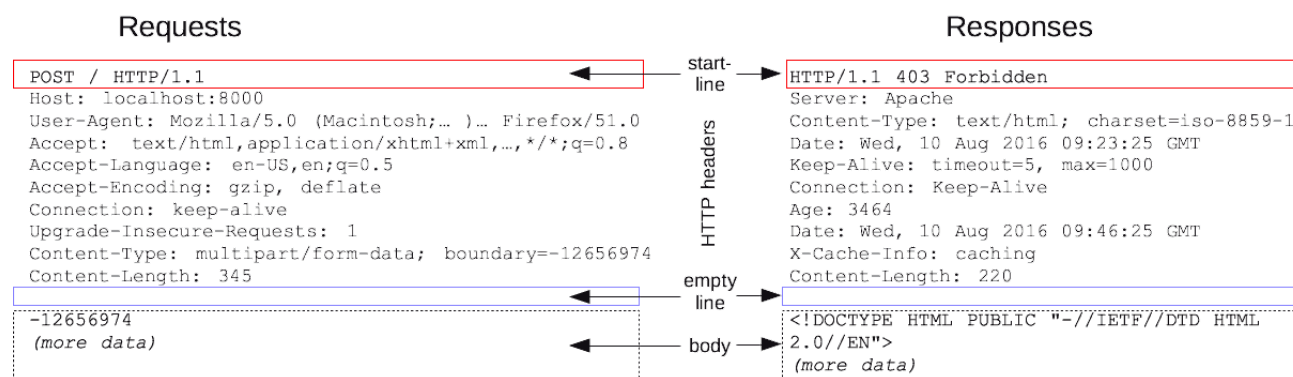 Requests
POST / HTTP/1.1
Host: localhost:8000
User-Agent: Mozilla/5.0 (Macintosh;… )… Firefox/51.0
Accept: text/html,application/xhtml+xml,…,*/*;q=0.8
Accept-Language: en-US,en;q=0.5
Accept-Encoding: gzip, deflate
Connection: keep-alive
Upgrade-Insecure-Requests: 1
Content-Type: multipart/form-data; boundary=-12656974
Content-Length: 345
-12656974
(more data)
start-
line
HTTP headers
empty
line
body
Responses
HTTP/1.1 403 Forbidden
Server: Apache
Content-Type: text/html; charset=iso-8859-1
Date: Wed, 10 Aug 2016 09:23:25 GMT
Keep-Alive: timeout=5, max=1000
Connection: Keep-Alive
Age: 3464
Date: Wed, 10 Aug 2016 09:46:25 GMT
X-Cache-Info: caching
Content-Length: 220
<!DOCTYPE HTML PUBLIC "-//IETF//DTD HTML
2.0//EN">
(more data)